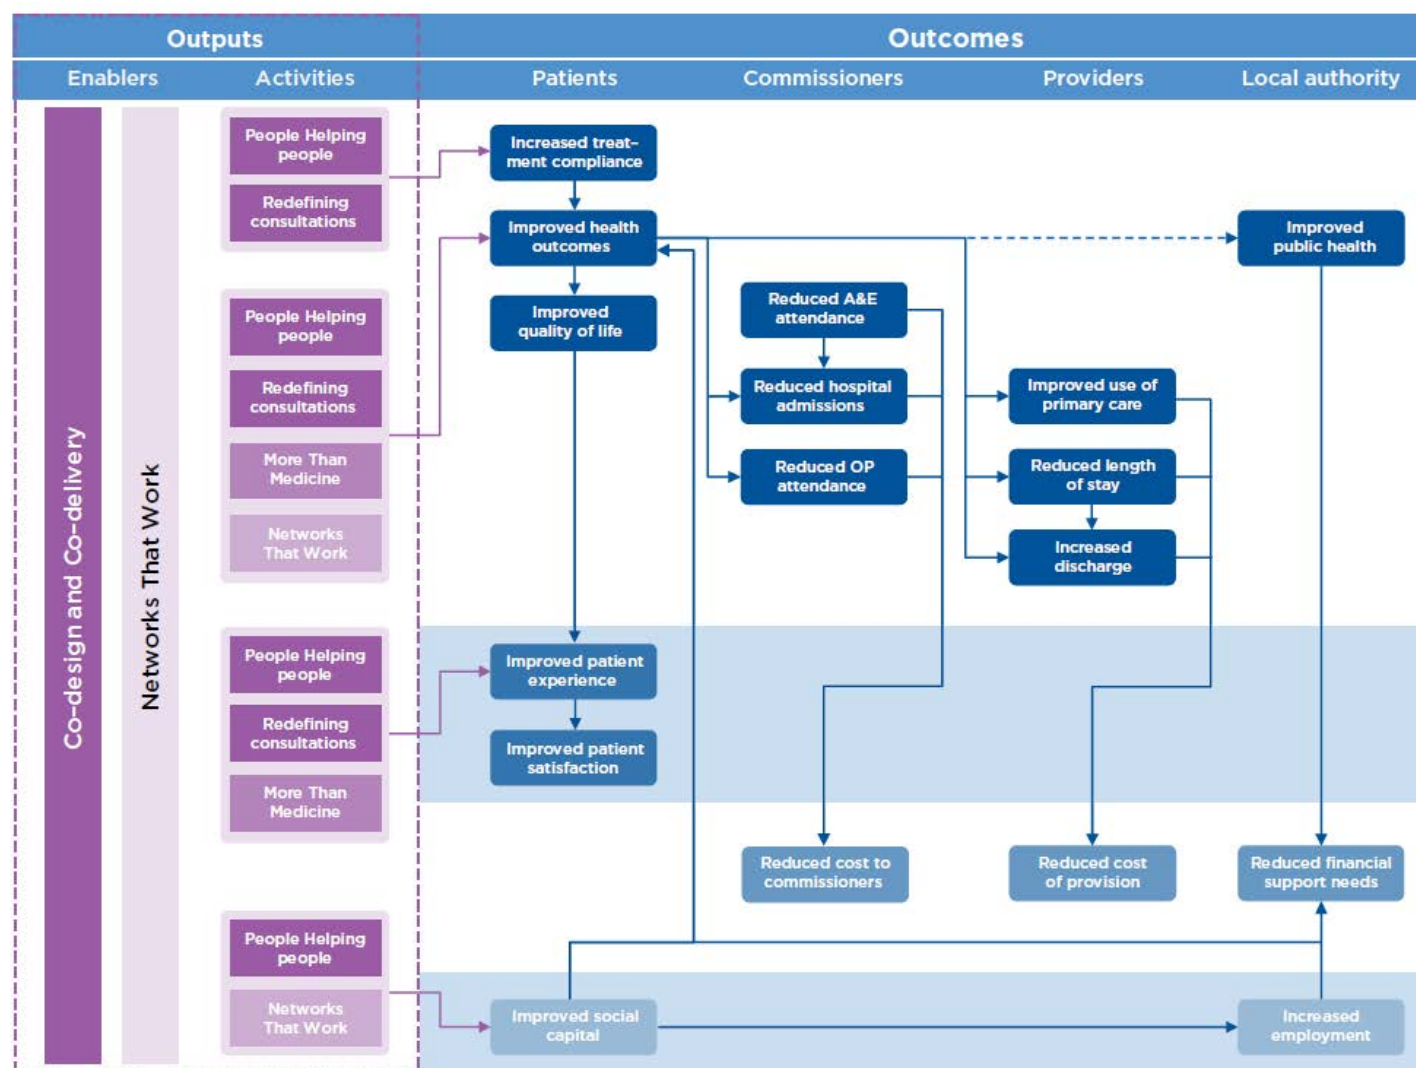 Outputs
Outcomes
Enablers
Activities
Patients
Commissioners
Providers
Local authority
Co-design and Co-delivery
Networks That Work
People Helping
people
Redefining
consultations
People Helping
people
Redefining
consultations
More Than
Medicine
Networks
That Work
People Helping
people
Redefining
consultations
More Than
Medicine
People Helping
people
Networks
That Work
Increased treat-
ment compliance
Improved health
outcomes
Improved
quality of life
Improved patient
experience
Improved patient
satisfaction
Improved social
capital
Reduced A&E
attendance
Reduced hospital
admissions
Reduced OP
attendance
Reduced cost to
commissioners
Improved use of
primary care
Reduced length
of stay
Increased
discharge
Reduced cost
of provision
Improved
public health
Reduced financial
support needs
Increased
employment